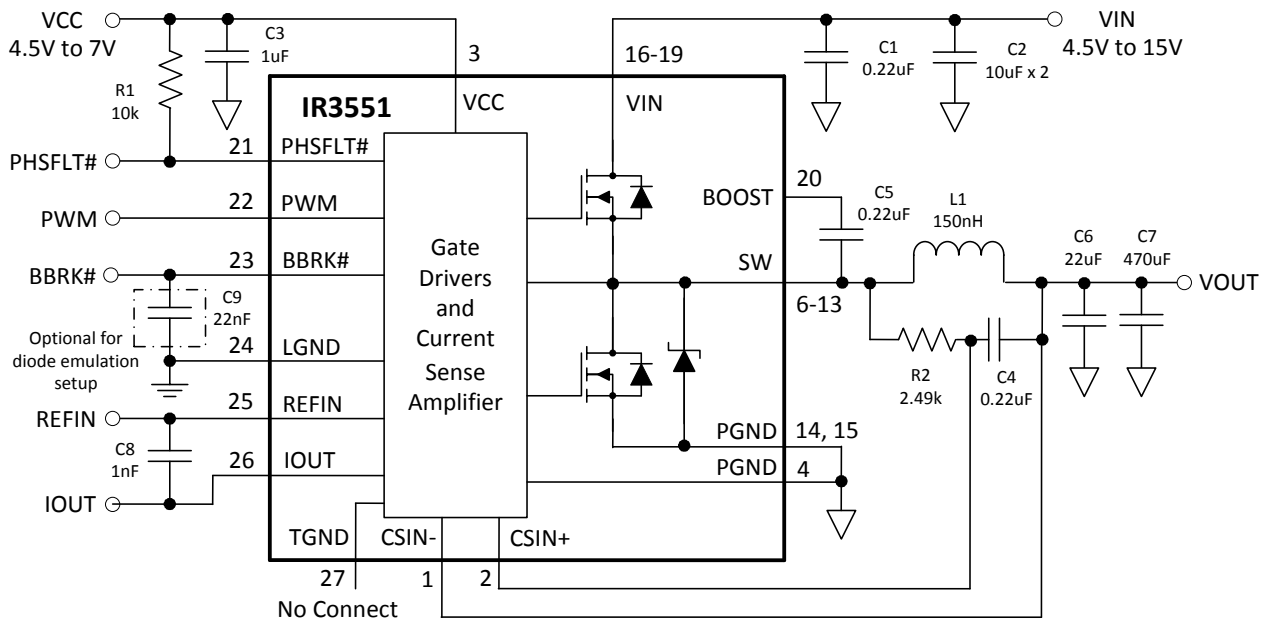 VCC
4.5V to 7V
C3
1uF
R1
10k
3
16-19
C1
0.22uF
C2
10uF x 2
VIN
4.5V to 15V
IR3551
VCC
VIN
PHSFLT#
21
PHSFLT#
PWM
22
PWM
BBRK#
23
BBRK#
C9
22nF
Optional for
diode emulation
setup
24
LGND
REFIN
25
REFIN
C8
1nF
26
IOUT
IOUT
Gate
Drivers
and
Current
Sense
Amplifier
BOOST
20
C5
0.22uF
SW
6-13
L1
150nH
C6
22uF
C7
470uF
VOUT
R2
2.49k
C4
0.22uF
PGND
14, 15
PGND
4
TGND
CSIN-
CSIN+
27
1
2
No Connect